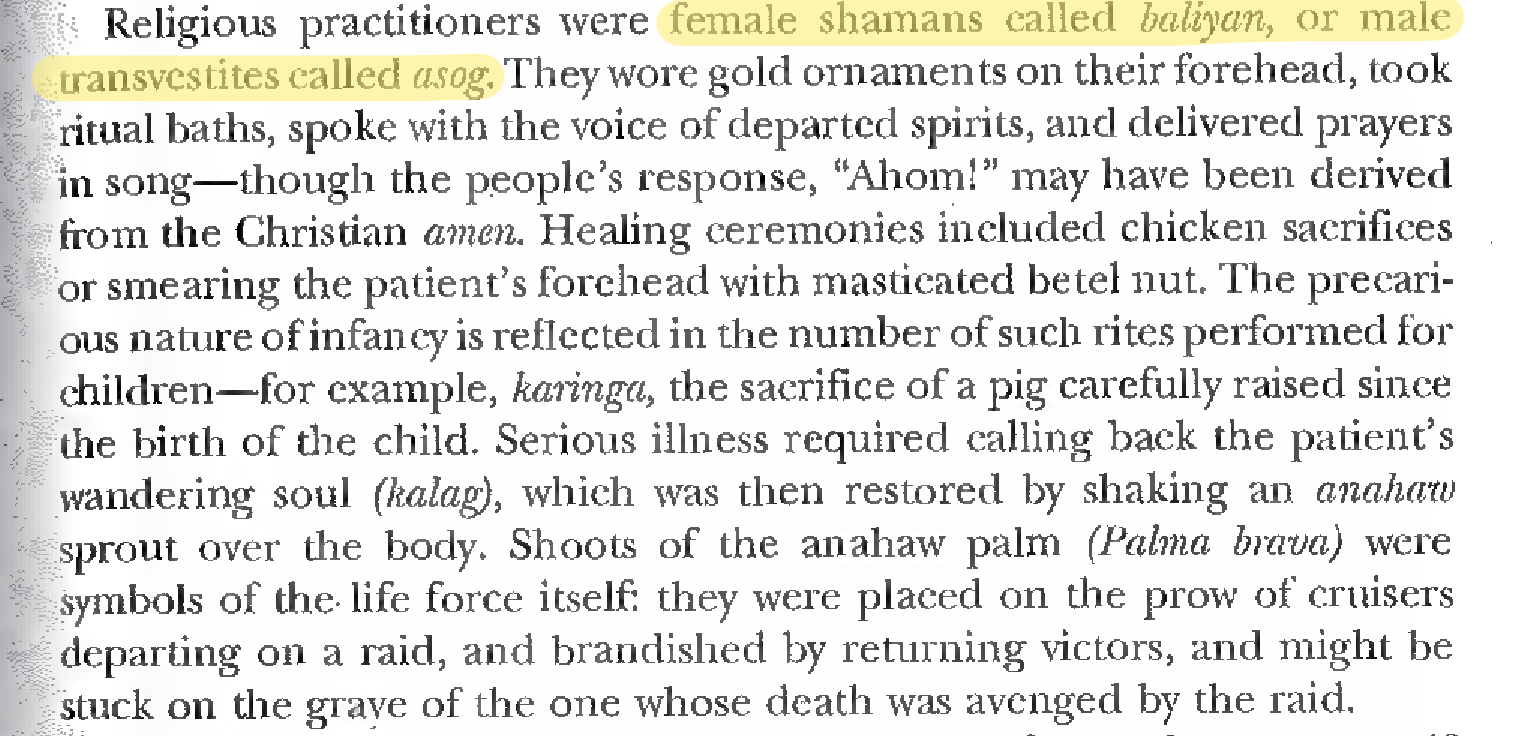 Religious practitioners were female shamans called baliyan, or male
transvestites called asog. They wore gold ornaments on their forehead, took
ritual baths, spoke with the voice of departed spirits, and delivered prayers
in song—though the people's response, “Ahom!” may have been derived
from the Christian amen. Healing ceremonies included chicken sacrifices
or smearing the patient's forehead with masticated betel nut. The precari-
ous nature of infancy is reflected in the number of such rites performed for
children—for example, karinga, the sacrifice of a pig carefully raised since
the birth of the child. Serious illness required calling back the patient's
wandering soul (kalag), which was then restored by shaking an anahaw
sprout over the body. Shoots of the anahaw palm (Palma brava) were
symbols of the life force itself: they were placed on the prow of cruisers
departing on a raid, and brandished by returning victors, and might be
stuck on the grave of the one whose death was avenged by the raid.